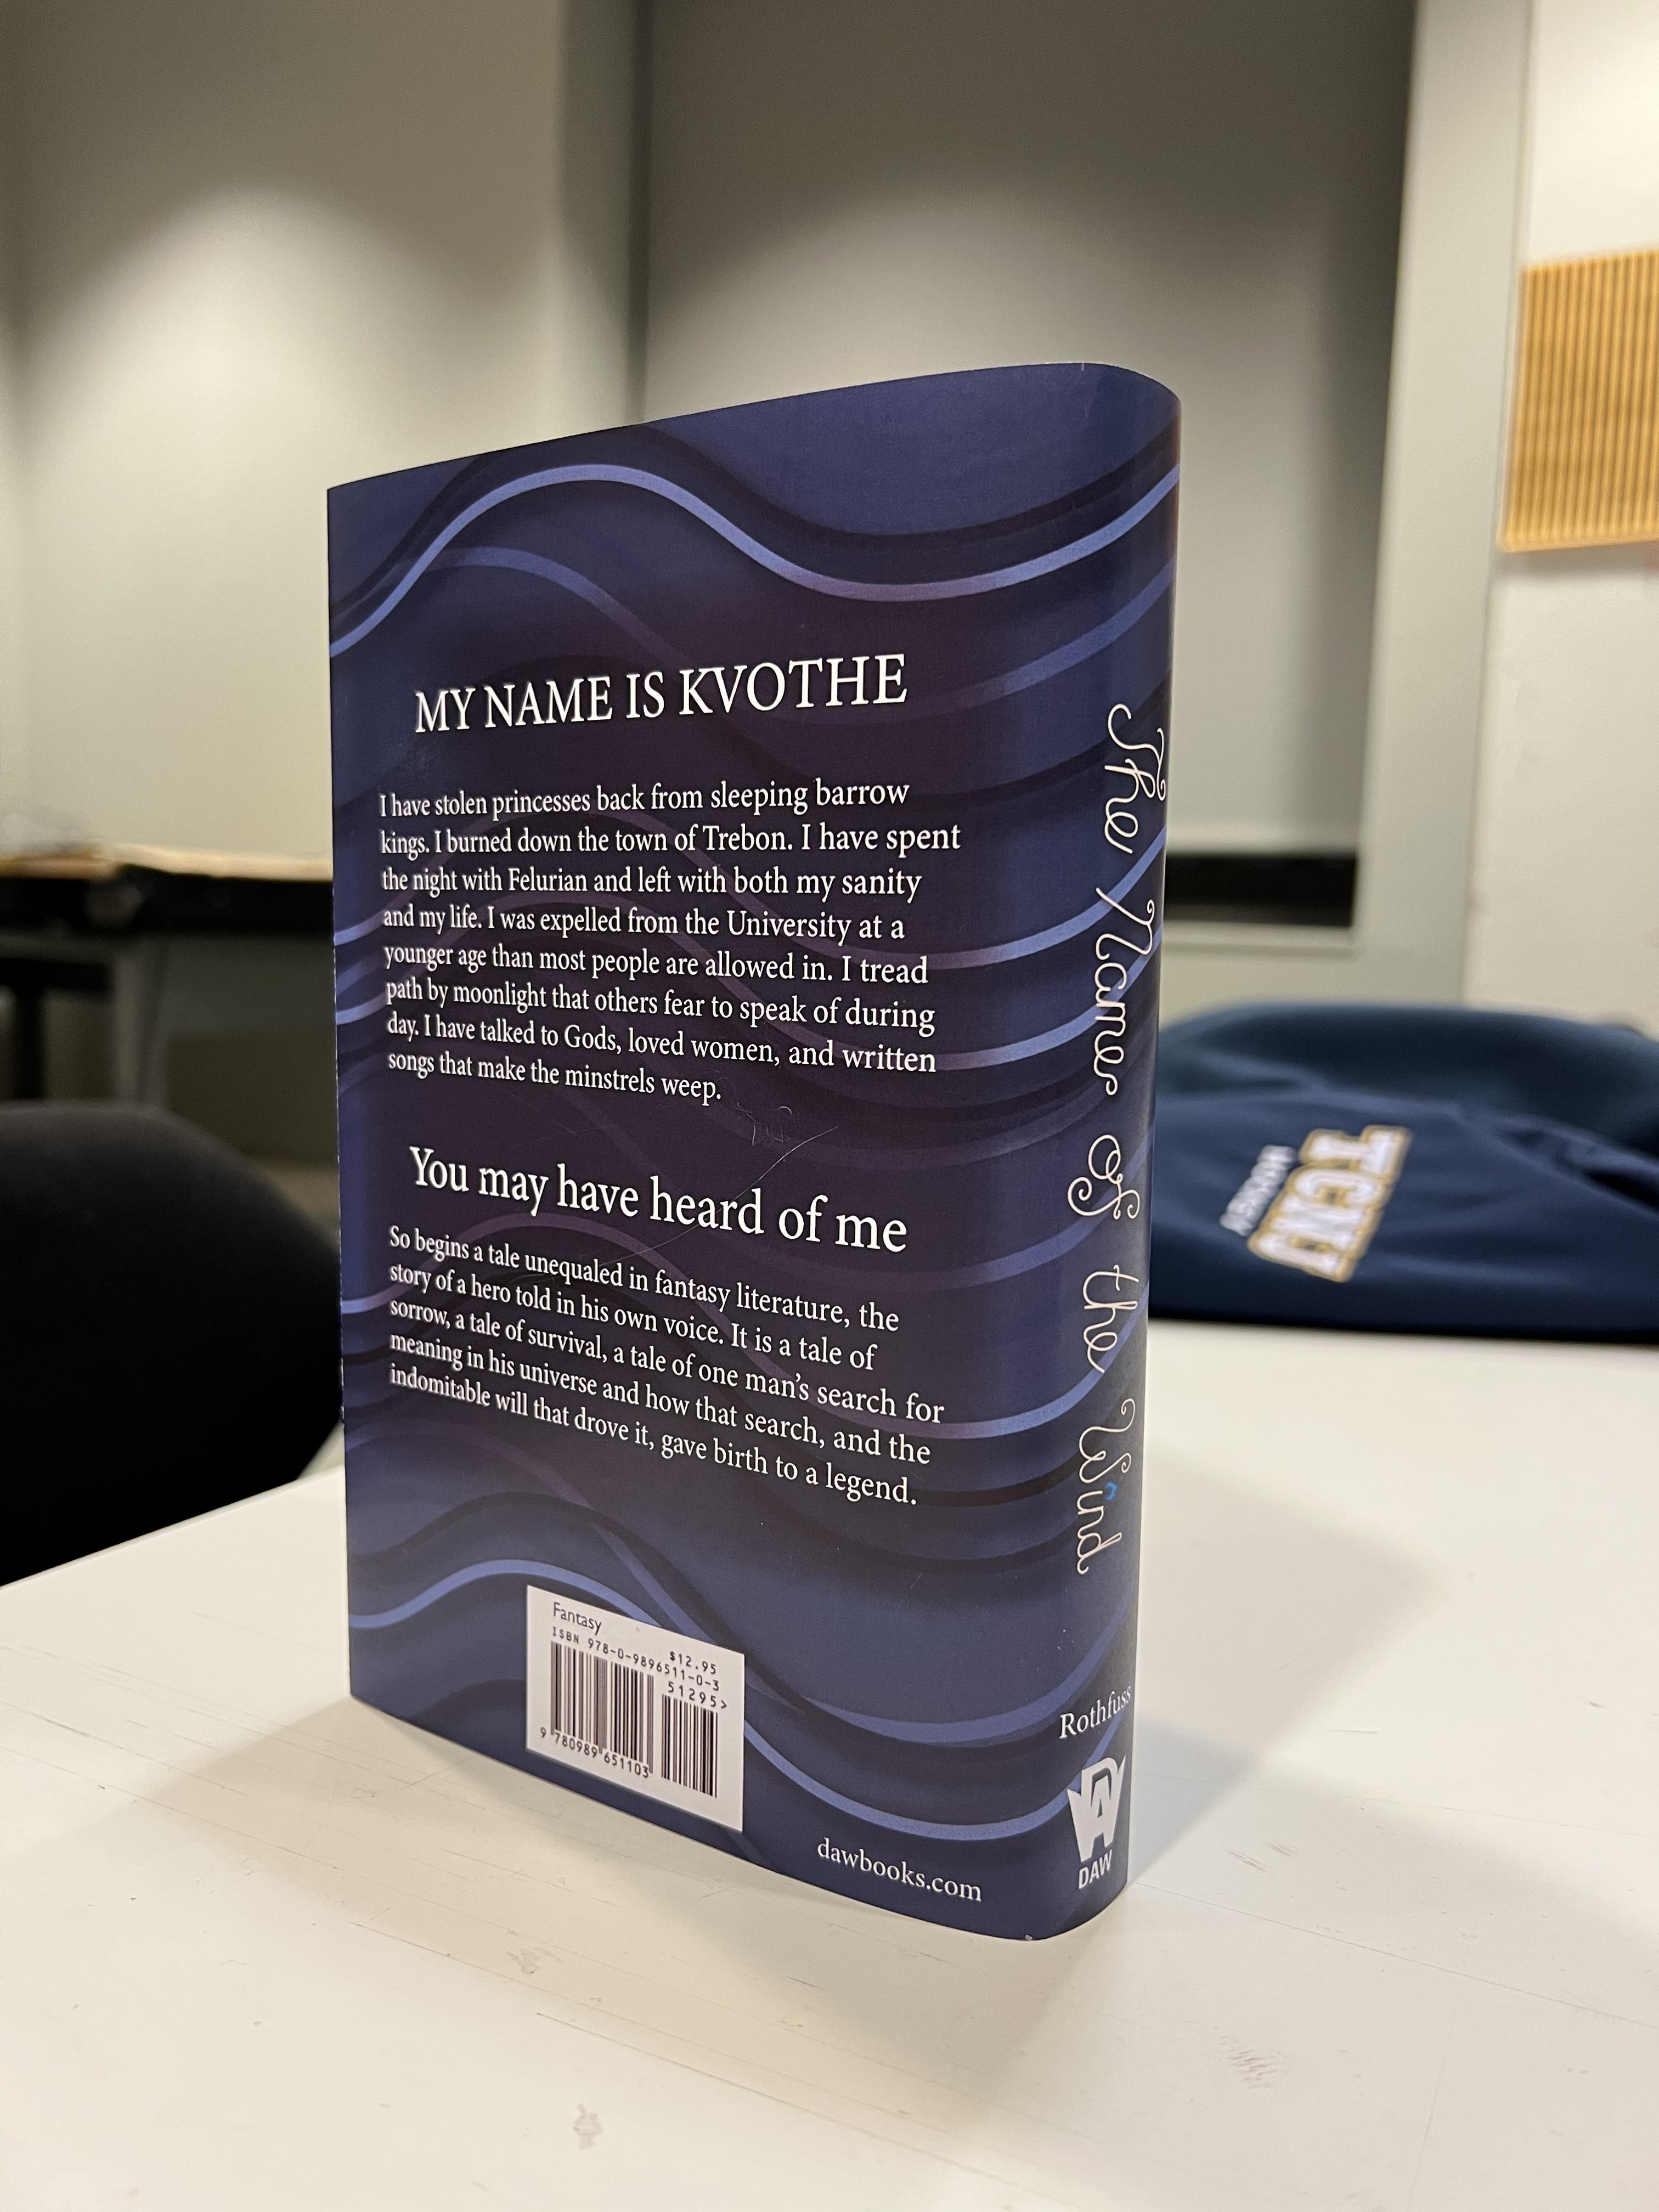 MY NAME IS KVOTHE
I have stolen princesses back from sleeping barrow
kings. I burned down the town of Trebon. I have spent
the night with Felurian and left with both my sanity
and my life. I was expelled from the University at a
younger age than most people are allowed in. I tread
path by moonlight that others fear to speak of during
day. I have talked to Gods, loved women, and written
songs that make the minstrels weep.
You may have heard of me
So begins a tale unequaled in fantasy literature, the
story of a hero told in his own voice. It is a tale of
sorrow, a tale of survival, a tale of one man's search for
meaning in his universe and how that search, and the
indomitable will that drove it, gave birth to a legend.
Fantasy
$12.95
ISBN 978-0-9896511-0-3
51295>
9 780989 651103
dawbooks.com
The Name of the Wind
Rothfuss
DAW
DAW
TCNJ